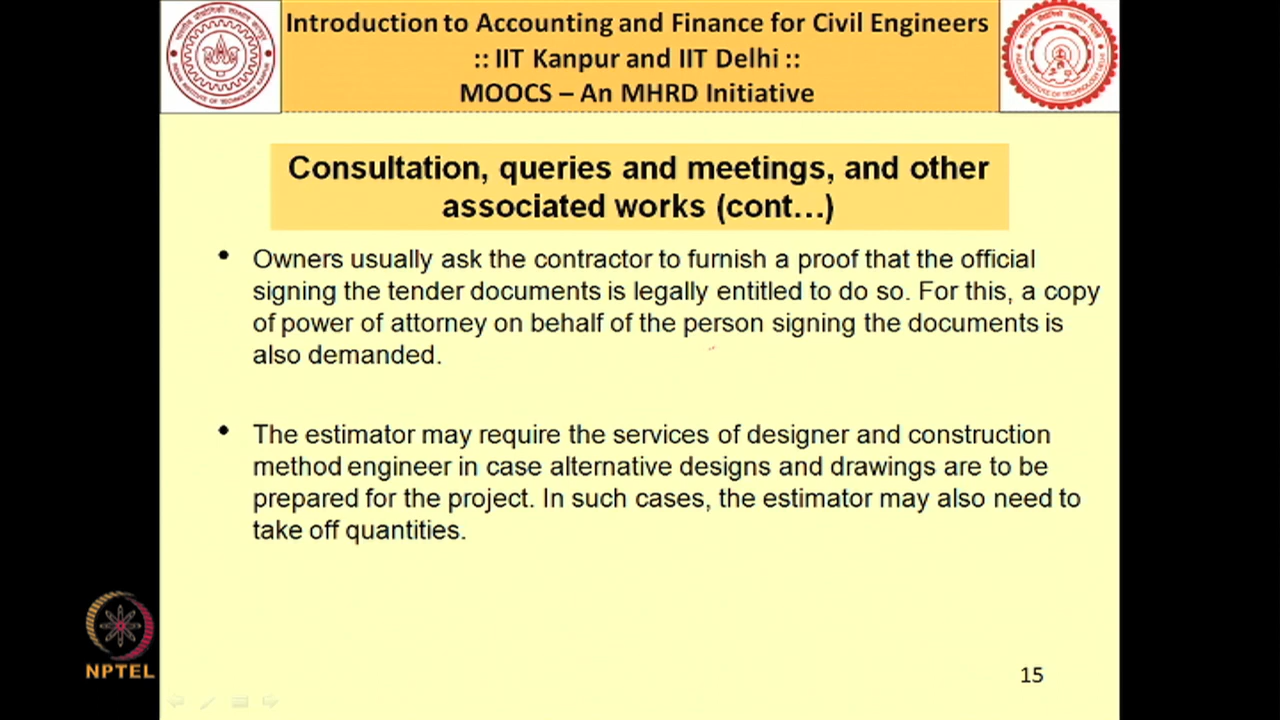 Introduction to Accounting and Finance for Civil Engineers
:: IIT Kanpur and IIT Delhi ::
MOOCS – An MHRD Initiative
Consultation, queries and meetings, and other
associated works (cont…)
• Owners usually ask the contractor to furnish a proof that the official
signing the tender documents is legally entitled to do so. For this, a copy
of power of attorney on behalf of the person signing the documents is
also demanded.
• The estimator may require the services of designer and construction
method engineer in case alternative designs and drawings are to be
prepared for the project. In such cases, the estimator may also need to
take off quantities.
NPTEL
15